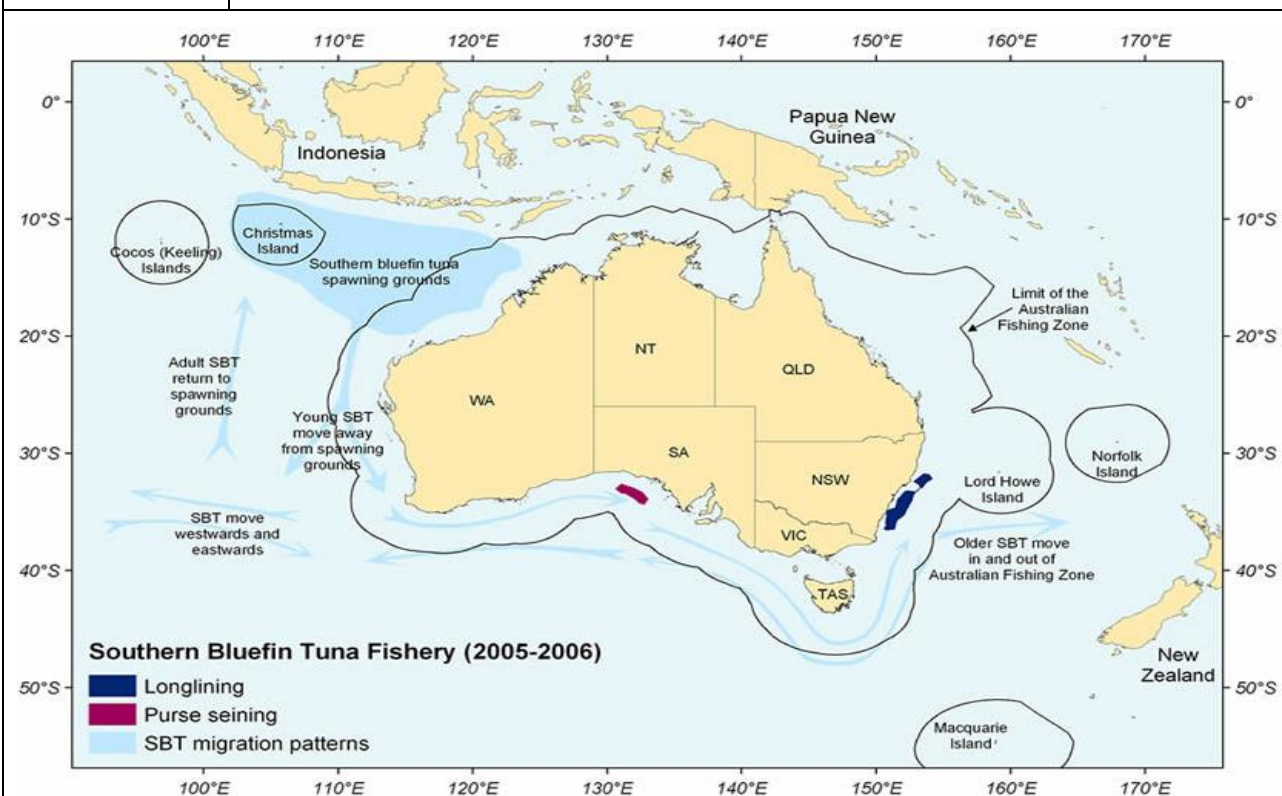 100°E 110°E 120°E 130°E 140°E 150°E 160°E 170°E
0° 0°
Papua New
Guinea
Indonesia
10°S 10°S
Christmas
Island
Cocos (Keeling)
Islands
Southern bluefin tuna
spawning grounds
Limit of the
Australian
Fishing Zone
20°S 20°S
Adult SBT
return to
spawning
grounds
NT
QLD
WA
Young SBT
move away
from spawning
grounds
30°S 30°S
SA
NSW
Lord Howe
Island
Norfolk
Island
SBT move
westwards and
eastwards
VIC
Older SBT move
in and out of
Australian Fishing Zone
40°S 40°S
TAS
New
Zealand
Southern Bluefin Tuna Fishery (2005-2006)
Longlining
Purse seining
SBT migration patterns
50°S 50°S
Macquarie
Island
100°E 110°E 120°E 130°E 140°E 150°E 160°E 170°E